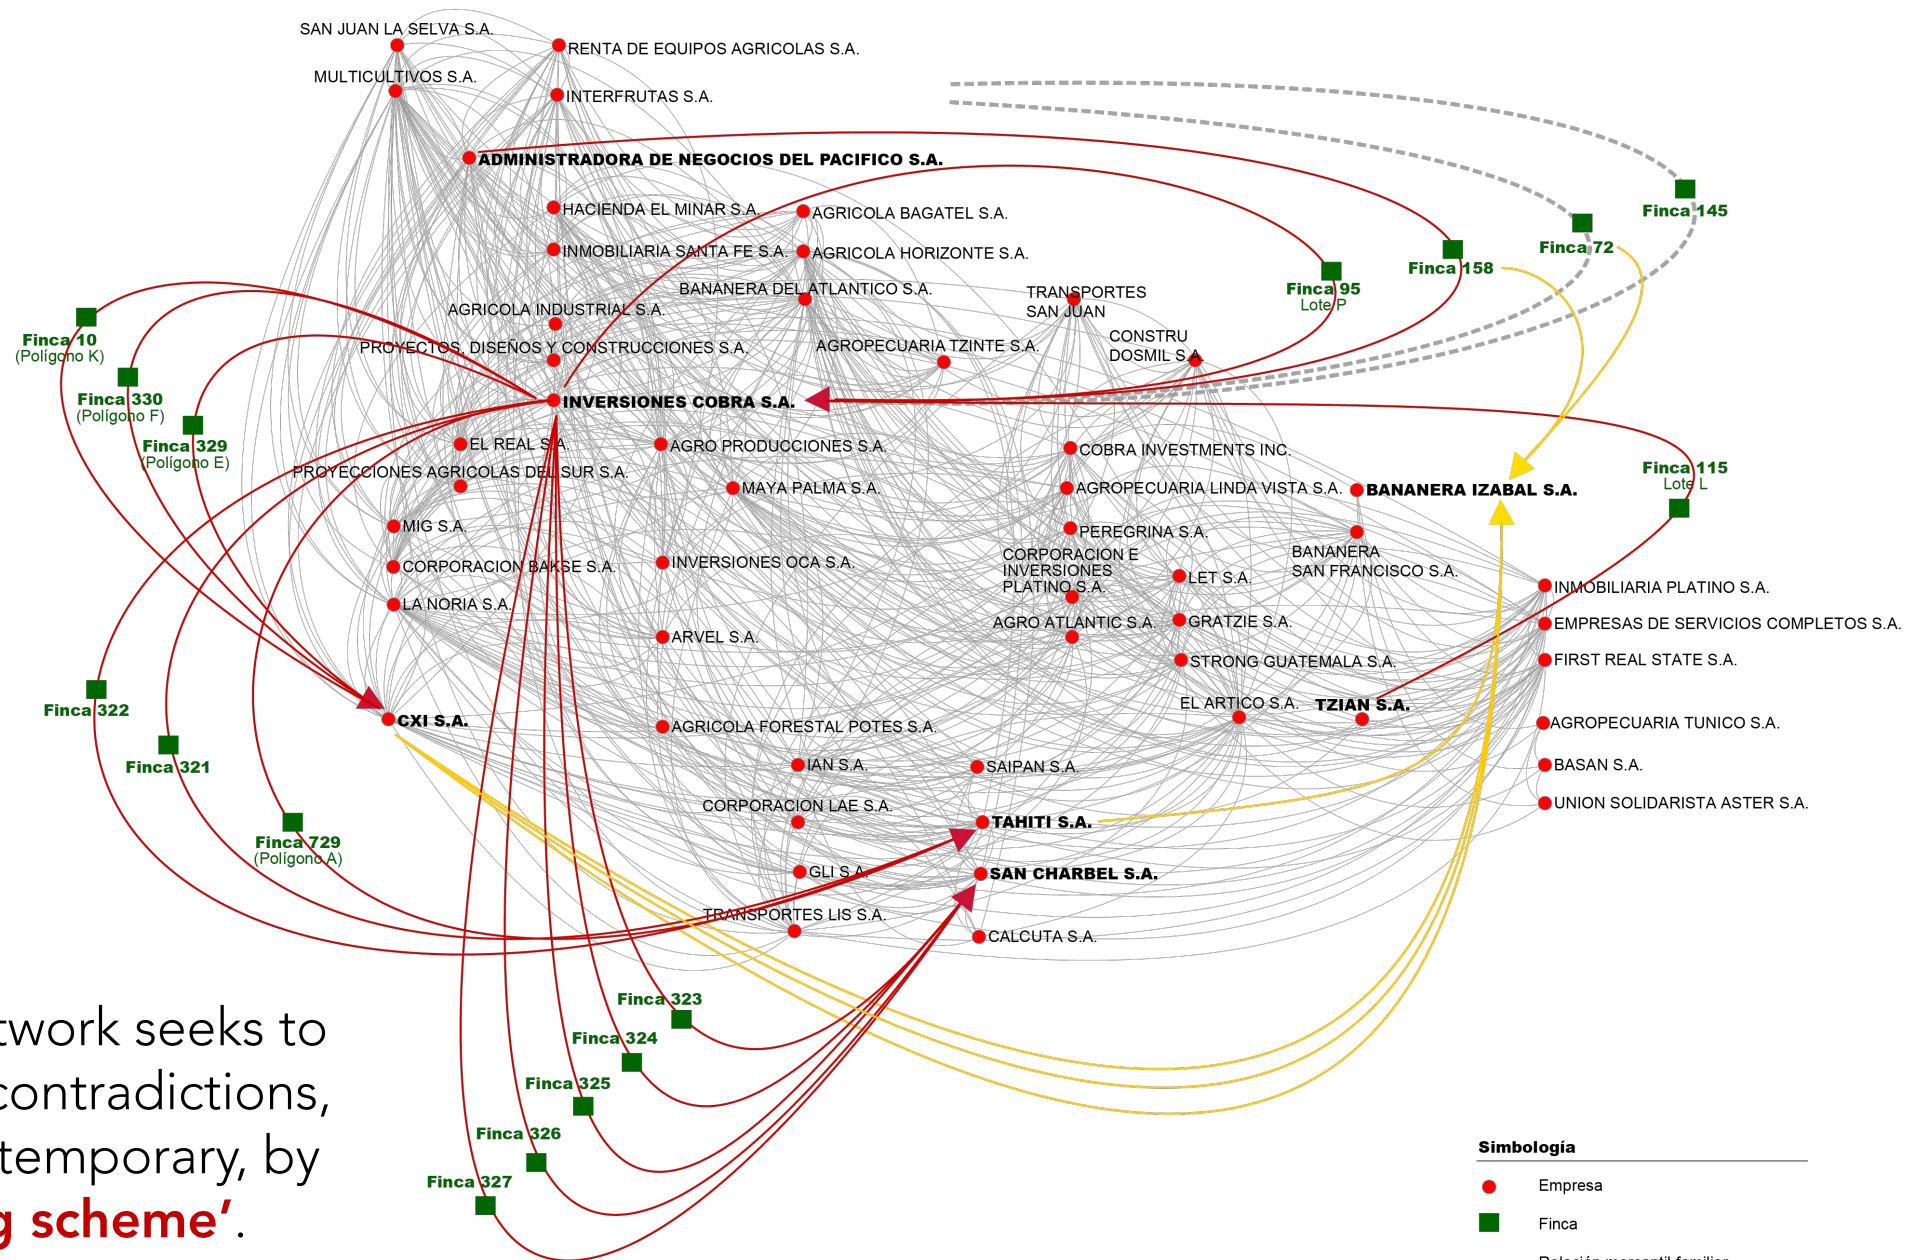 SAN JUAN LA SELVA S.A.
RENTA DE EQUIPOS AGRICOLAS S.A.
MULTICULTIVOS S.A.
INTERFRUTAS S.A.
ADMINISTRADORA DE NEGOCIOS DEL PACIFICO S.A.
HACIENDA EL MINAR S.A.
AGRICOLA BAGATEL S.A.
Finca 145
Finca 72
INMOBILIARIA SANTA FE S.A.
AGRICOLA HORIZONTE S.A.
Finca 158
BANANERA DEL ATLANTICO S.A.
TRANSPORTES
SAN JUAN
Finca 95
Lote P
AGRICOLA INDUSTRIAL S.A.
Finca 10
(Polígono K)
PROYECTOS, DISEÑOS Y CONSTRUCCIONES S.A.
AGROPECUARIA TZINTE S.A.
CONSTRU
DOSMIL S.A.
Finca 330
(Polígono F)
INVERSIONES COBRA S.A.
Finca 329
(Polígono E)
EL REAL S.A.
AGRO PRODUCCIONES S.A.
COBRA INVESTMENTS INC.
PROYECCIONES AGRICOLAS DEL SUR S.A.
Finca 115
Lote L
MAYA PALMA S.A.
AGROPECUARIA LINDA VISTA S.A.
BANANERA IZABAL S.A.
MIG S.A.
PEREGRINA S.A.
BANANERA
SAN FRANCISCO S.A.
CORPORACION BAKSE S.A.
INVERSIONES OCA S.A.
CORPORACION E
INVERSIONES
PLATINO S.A.
LET S.A.
INMOBILIARIA PLATINO S.A.
LA NORIA S.A.
AGRO ATLANTIC S.A.
GRATZIE S.A.
EMPRESAS DE SERVICIOS COMPLETOS S.A.
ARVEL S.A.
STRONG GUATEMALA S.A.
FIRST REAL STATE S.A.
Finca 322
EL ARTICO S.A.
TZIAN S.A.
CXI S.A.
AGRICOLA FORESTAL POTES S.A.
AGROPECUARIA TUNICO S.A.
Finca 321
IAN S.A.
SAIPAN S.A.
BASAN S.A.
CORPORACION LAE S.A.
UNION SOLIDARISTA ASTER S.A.
TAHITI S.A.
Finca 729
(Polígono A)
GLI S.A.
SAN CHARBEL S.A.
TRANSPORTES LIS S.A.
CALCUTA S.A.
Finca 323
Finca 324
Finca 325
Finca 326
Finca 327
twork seeks to
contradictions,
temporary, by
g scheme’.
Simbología
Empresa
Finca
Relación mercantil familiar